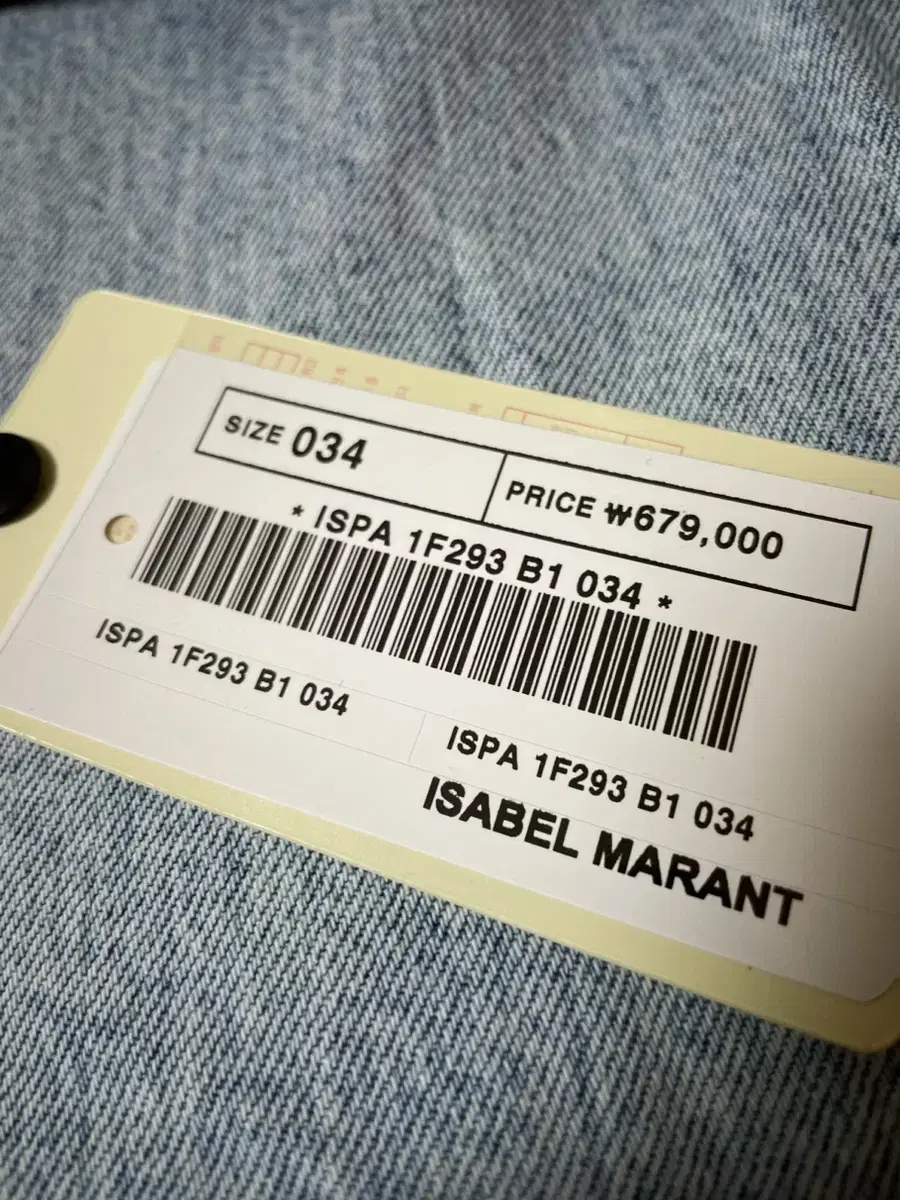 SIZE 034
PRICE ₩679,000
* ISPA 1F293 B1 034 *
ISPA 1F293 B1 034
ISPA 1F293 B1 034
ISABEL MARANT